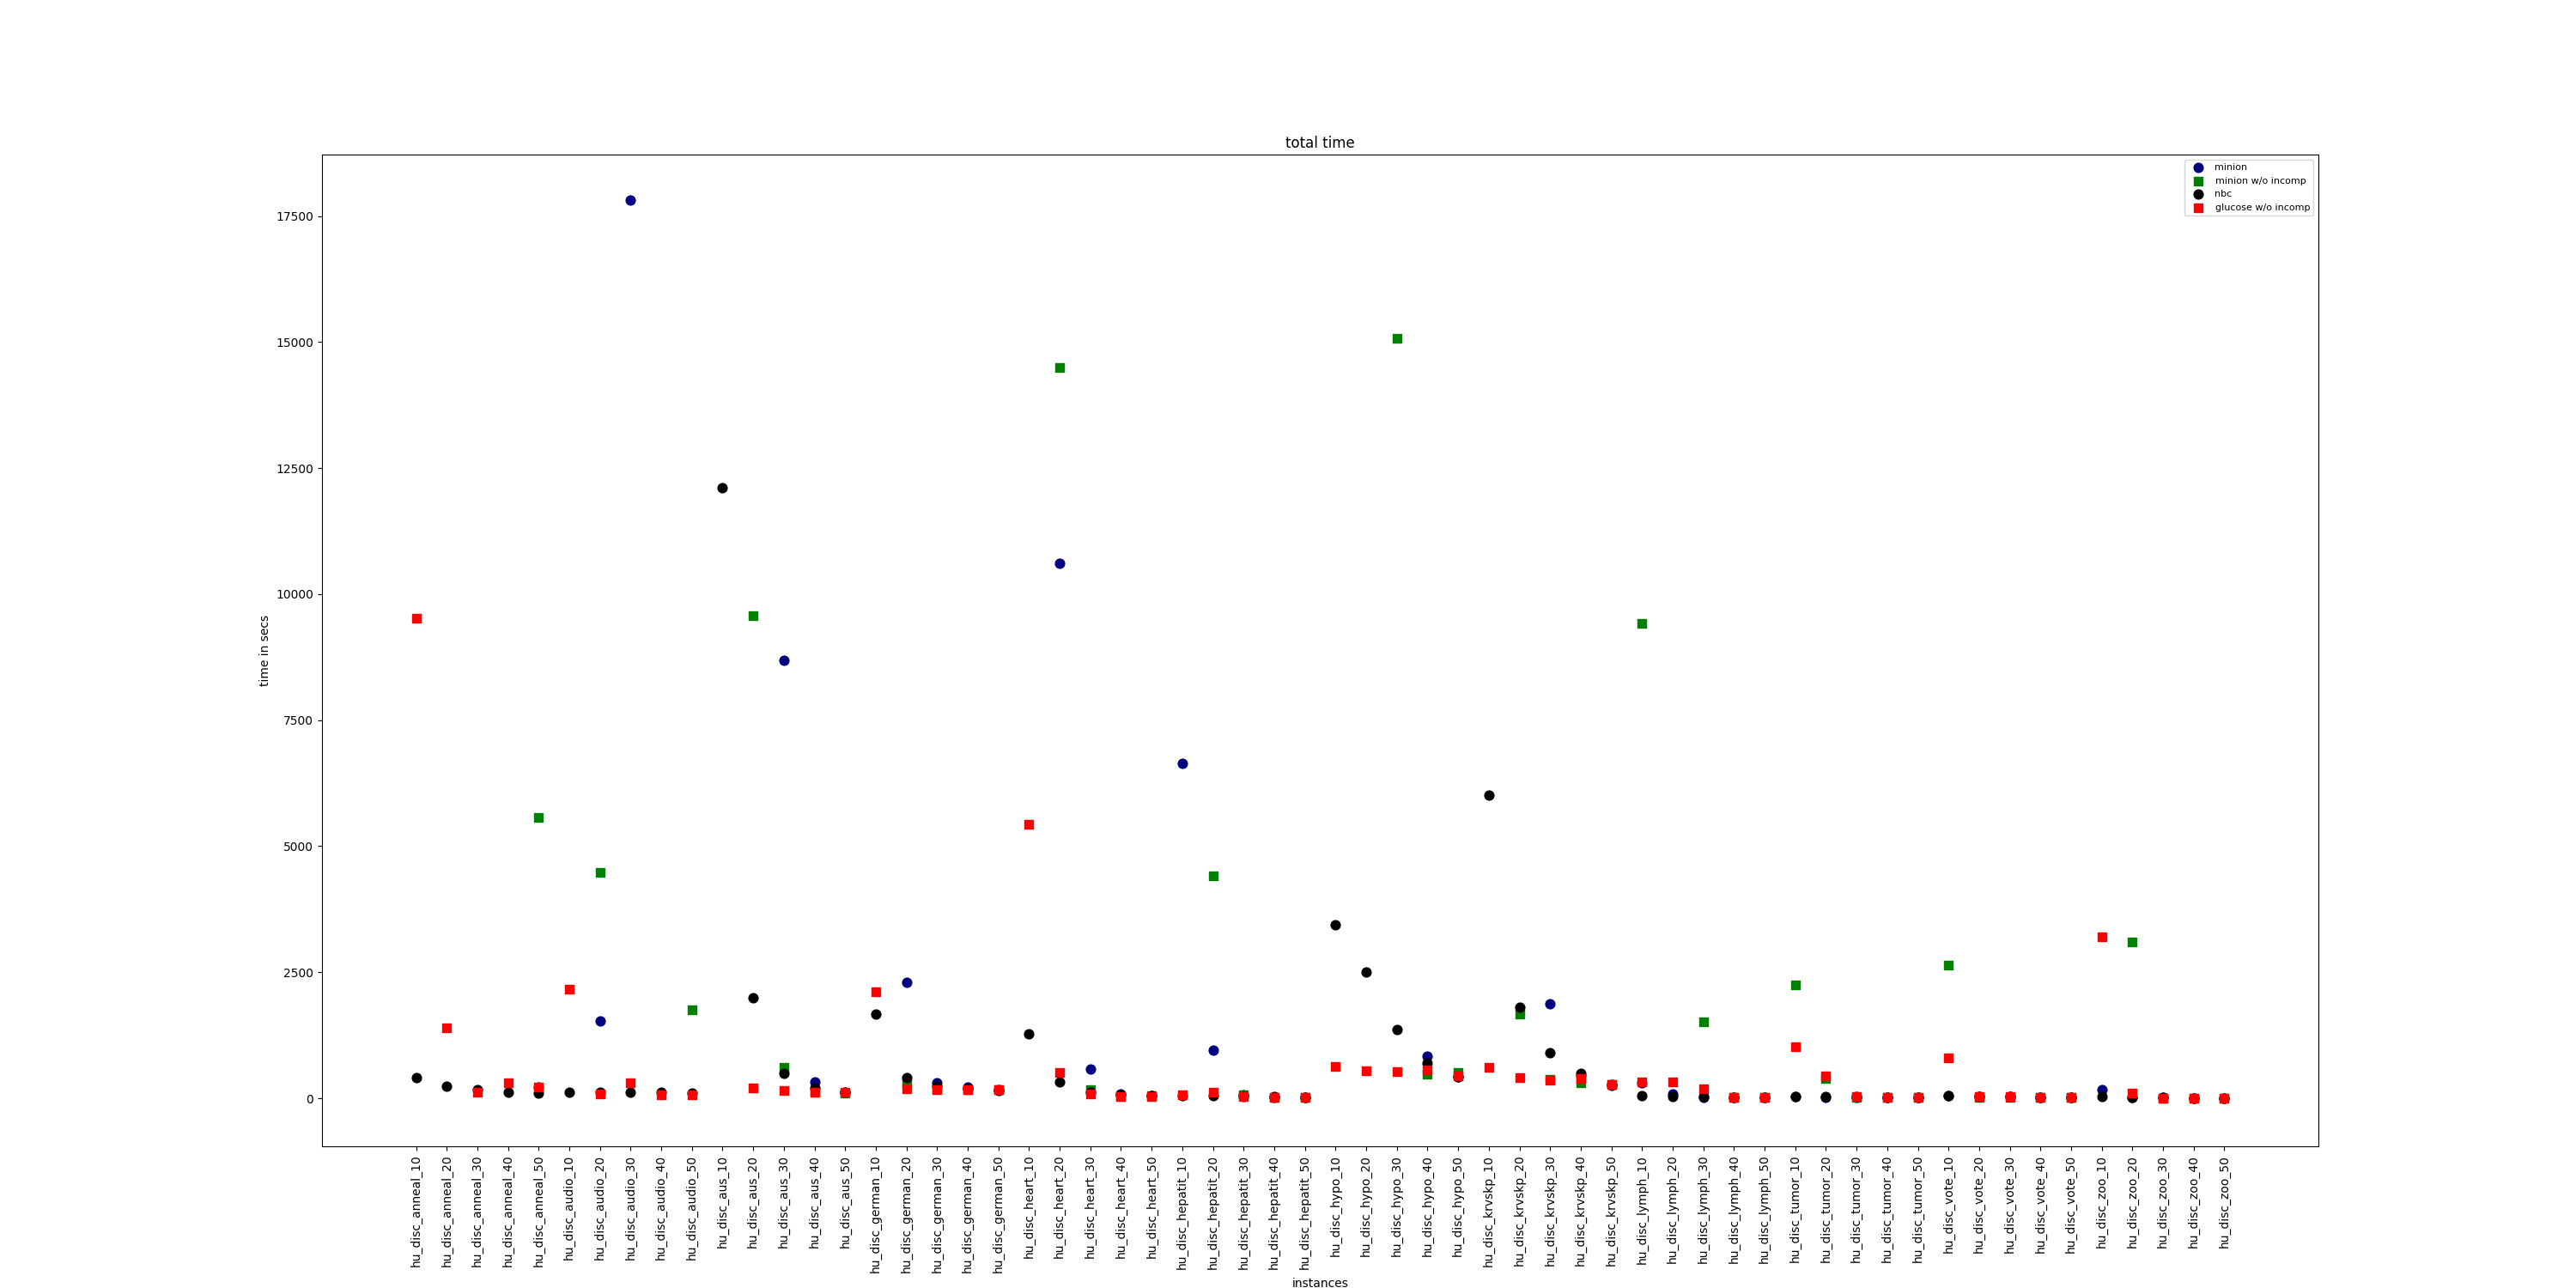 total time
minion
minion w/o incomp
nbc
glucose w/o incomp
17500
15000
12500
10000
7500
5000
2500
0
time in secs
hu_disc_anneal_10
hu_disc_anneal_20
hu_disc_anneal_30
hu_disc_anneal_40
hu_disc_anneal_50
hu_disc_audio_10
hu_disc_audio_20
hu_disc_audio_30
hu_disc_audio_40
hu_disc_audio_50
hu_disc_aus_10
hu_disc_aus_20
hu_disc_aus_30
hu_disc_aus_40
hu_disc_aus_50
hu_disc_german_10
hu_disc_german_20
hu_disc_german_30
hu_disc_german_40
hu_disc_german_50
hu_disc_heart_10
hu_disc_heart_20
hu_disc_heart_30
hu_disc_heart_40
hu_disc_heart_50
hu_disc_hepatit_10
hu_disc_hepatit_20
hu_disc_hepatit_30
hu_disc_hepatit_40
hu_disc_hepatit_50
hu_disc_hypo_10
hu_disc_hypo_20
hu_disc_hypo_30
hu_disc_hypo_40
hu_disc_hypo_50
hu_disc_krvskp_10
hu_disc_krvskp_20
hu_disc_krvskp_30
hu_disc_krvskp_40
hu_disc_krvskp_50
hu_disc_lymph_10
hu_disc_lymph_20
hu_disc_lymph_30
hu_disc_lymph_40
hu_disc_lymph_50
hu_disc_tumor_10
hu_disc_tumor_20
hu_disc_tumor_30
hu_disc_tumor_40
hu_disc_tumor_50
hu_disc_vote_10
hu_disc_vote_20
hu_disc_vote_30
hu_disc_vote_40
hu_disc_vote_50
hu_disc_zoo_10
hu_disc_zoo_20
hu_disc_zoo_30
hu_disc_zoo_40
hu_disc_zoo_50
instances